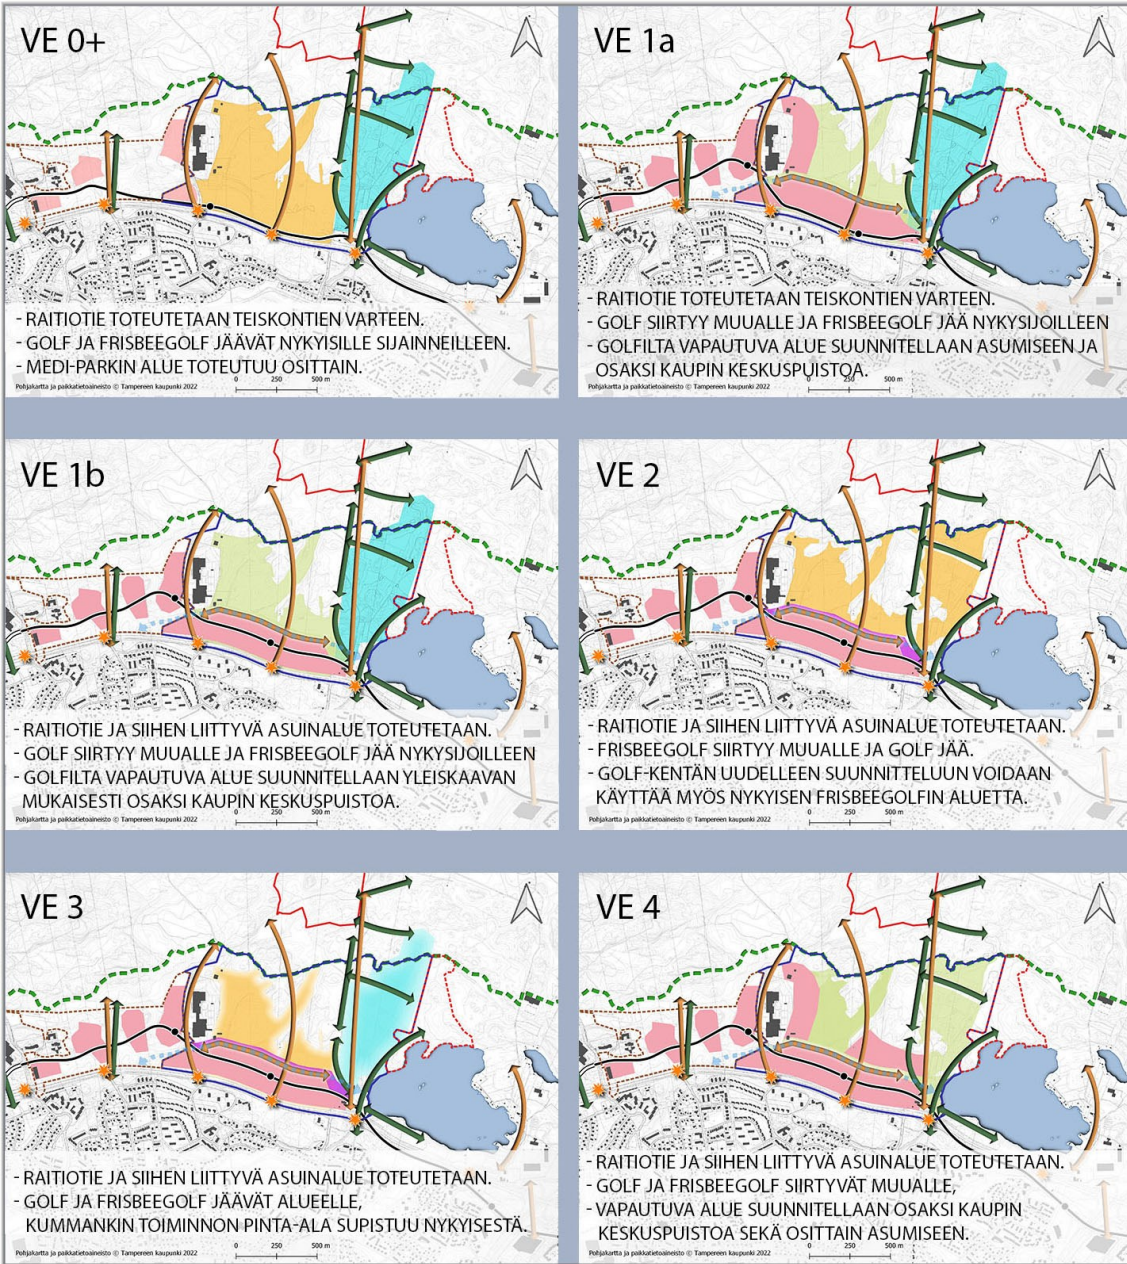 VE 0+
- RAITIOTIE TOTEUTETAAN TEISKONTIEN VARTEEN.
- GOLF JA FRISBEEGOLF JÄÄVÄT NYKYISILLE SIJAINNEILLEEN.
- MEDI-PARKIN ALUE TOTEUTUU OSITTAIN.
Pohjakartta ja paikkatietoaineisto © Tampereen kaupunki 2022
0 250 500 m
VE 1a
- RAITIOTIE TOTEUTETAAN TEISKONTIEN VARTEEN.
- GOLF SIIRTYY MUUALLE JA FRISBEEGOLF JÄÄ NYKYSIJOILLEEN
- GOLFILTA VAPAUTUVA ALUE SUUNNITELLAAN ASUMISEEN JA
OSAKSI KAUPIN KESKUSPUISTOA.
Pohjakartta ja paikkatietoaineisto © Tampereen kaupunki 2022
0 250 500 m
VE 1b
- RAITIOTIE JA SIIHEN LIITTYVÄ ASUINALUE TOTEUTETAAN.
- GOLF SIIRTYY MUUALLE JA FRISBEEGOLF JÄÄ NYKYSIJOILLEEN
- GOLFILTA VAPAUTUVA ALUE SUUNNITELLAAN YLEISKAAVAN
MUKAISESTI OSAKSI KAUPIN KESKUSPUISTOA.
Pohjakartta ja paikkatietoaineisto © Tampereen kaupunki 2022
0 250 500 m
VE 2
- RAITIOTIE JA SIIHEN LIITTYVÄ ASUINALUE TOTEUTETAAN.
- FRISBEEGOLF SIIRTYY MUUALLE JA GOLF JÄÄ.
- GOLF-KENTÄN UUDELLEEN SUUNNITTELUUN VOIDAAN
KÄYTTÄÄ MYÖS NYKYISEN FRISBEEGOLFIN ALUETTA.
Pohjakartta ja paikkatietoaineisto © Tampereen kaupunki 2022
0 250 500 m
VE 3
- RAITIOTIE JA SIIHEN LIITTYVÄ ASUINALUE TOTEUTETAAN.
- GOLF JA FRISBEEGOLF JÄÄVÄT ALUEELLE,
KUMMANKIN TOIMINNON PINTA-ALA SUPISTUU NYKYISESTÄ.
Pohjakartta ja paikkatietoaineisto © Tampereen kaupunki 2022
0 250 500 m
VE 4
- RAITIOTIE JA SIIHEN LIITTYVÄ ASUINALUE TOTEUTETAAN.
- GOLF JA FRISBEEGOLF SIIRTYVÄT MUUALLE,
- VAPAUTUVA ALUE SUUNNITELLAAN OSAKSI KAUPIN
KESKUSPUISTOA SEKÄ OSITTAIN ASUMISEEN.
Pohjakartta ja paikkatietoaineisto © Tampereen kaupunki 2022
0 250 500 m